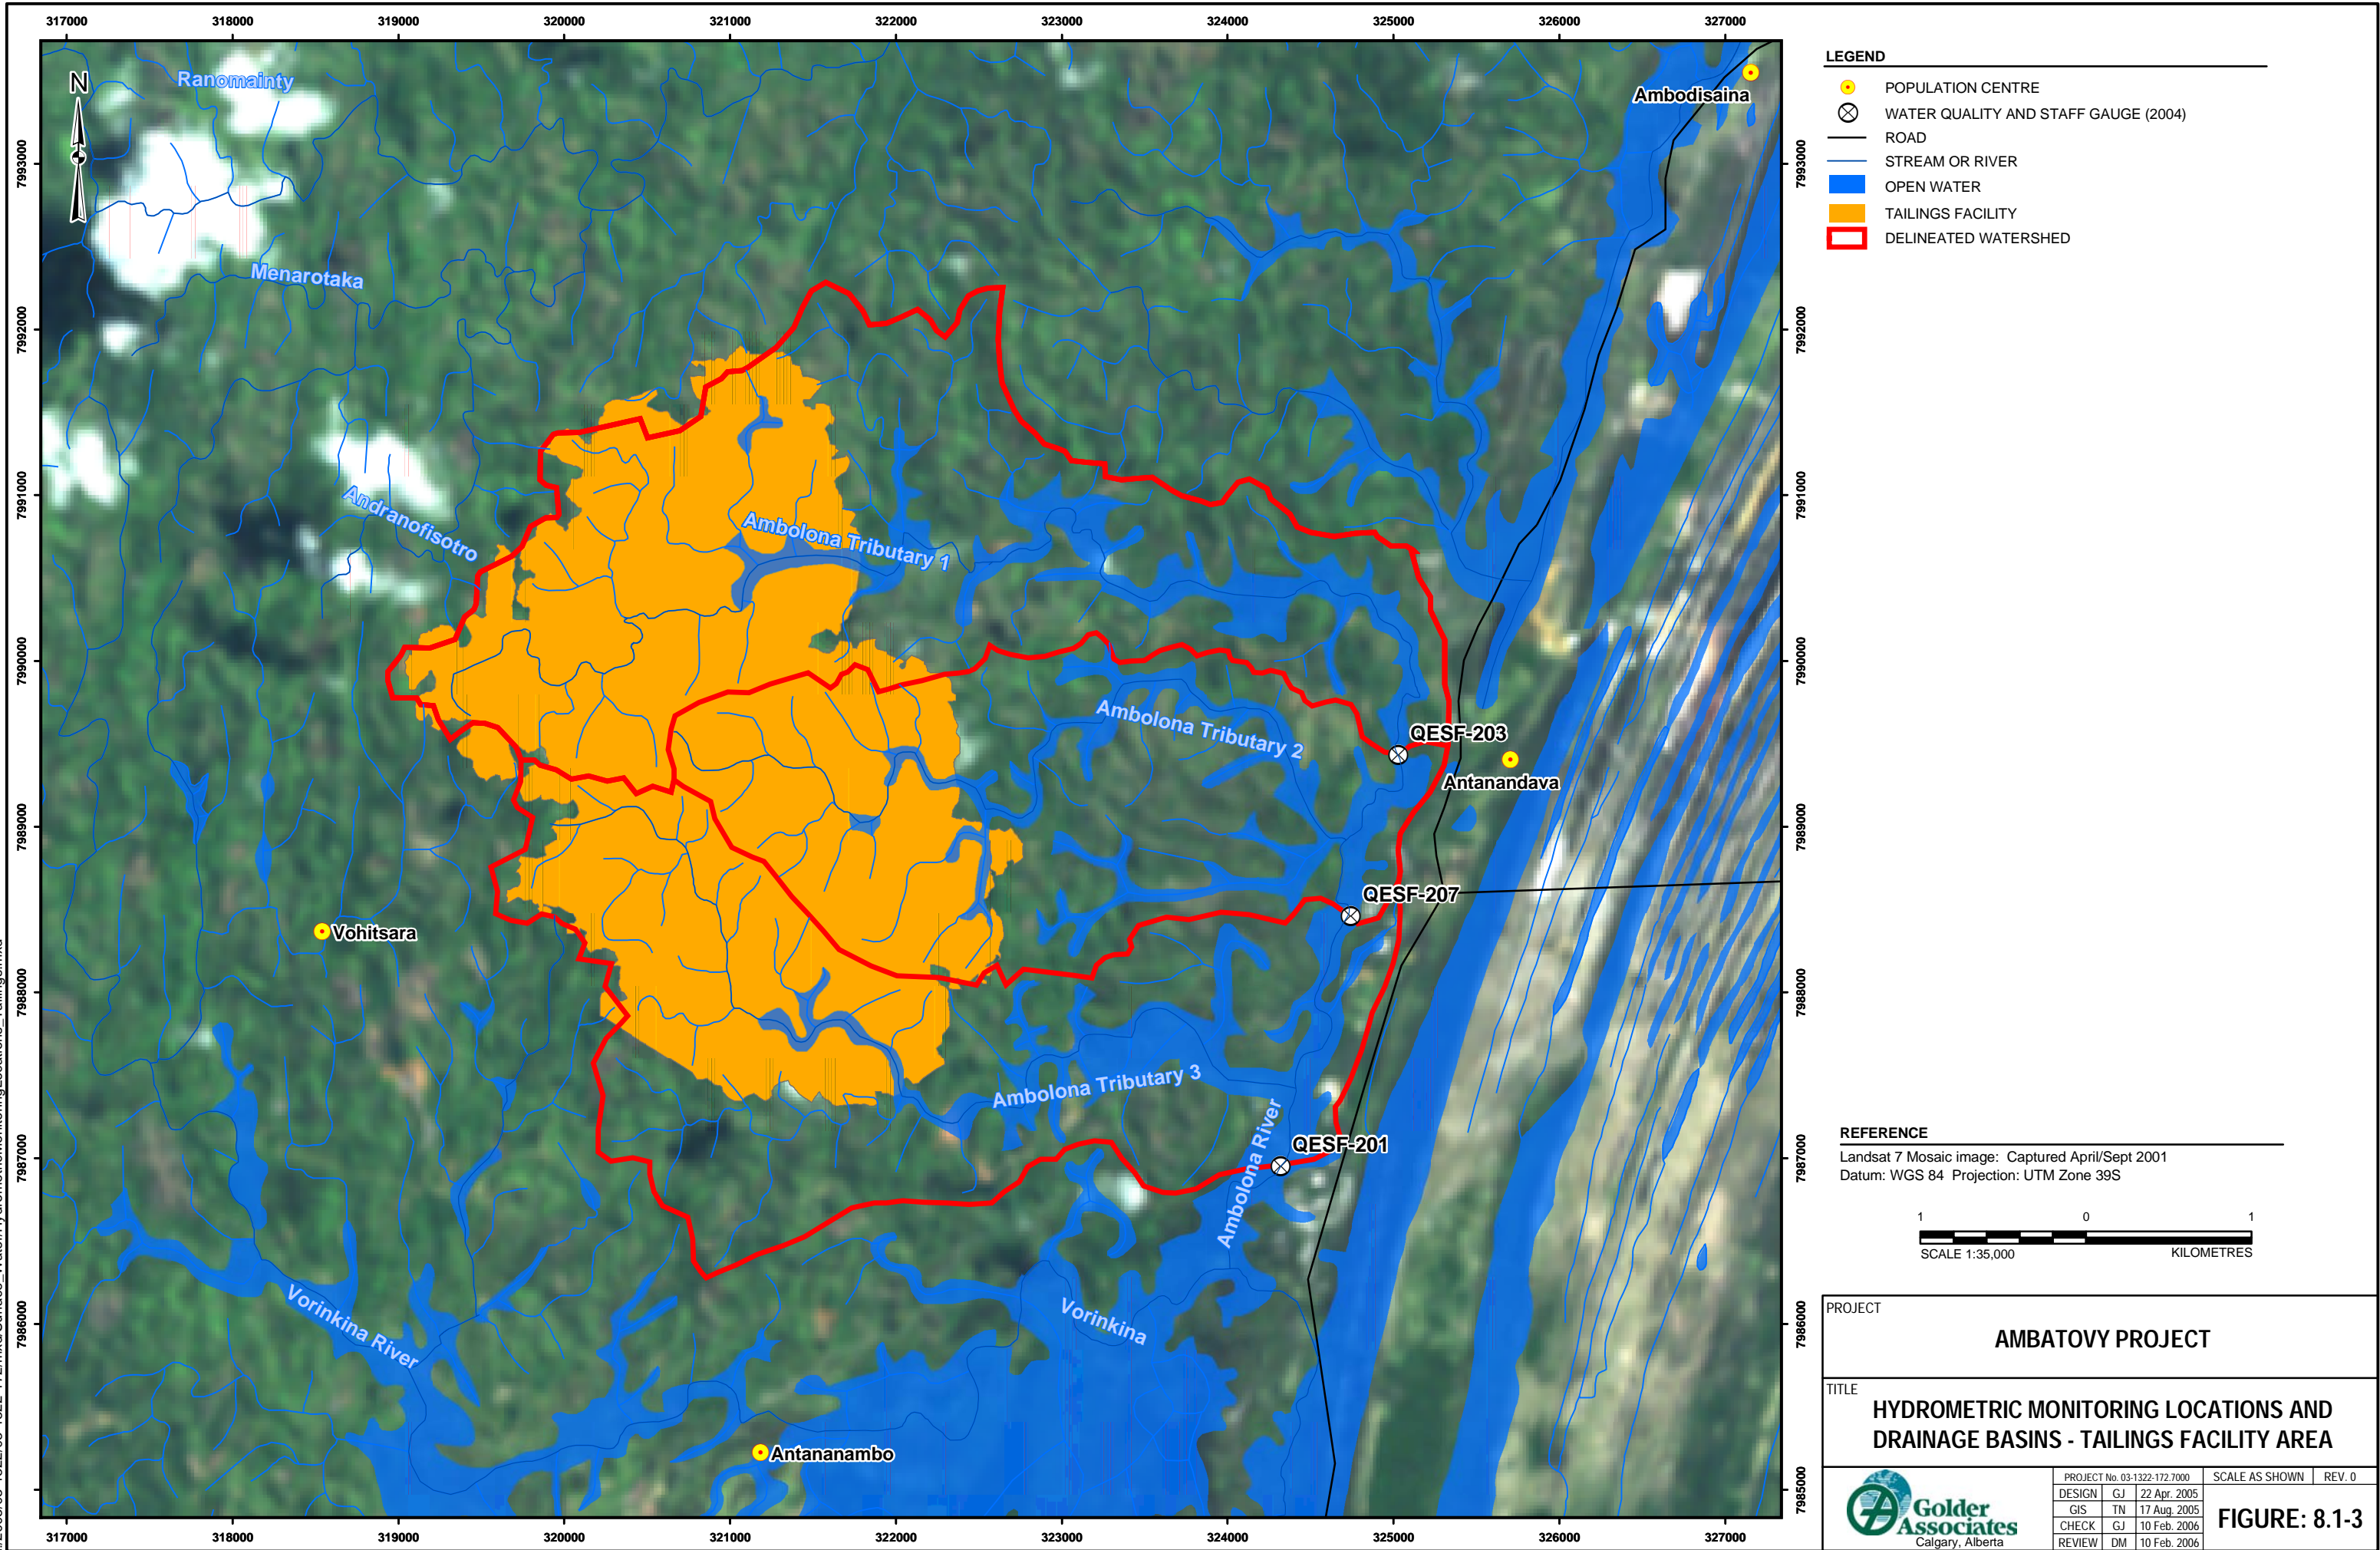 317000 318000 319000 320000 321000 322000 323000 324000 325000 326000 327000
N
Ranomainty
Menarotaka
Andranofisotro
Ambolona Tributary 1
Ambolona Tributary 2
Ambolona Tributary 3
Ambolona River
Vorinkina River
Vorinkina
Ambodisaina
QESF-203
Antanandava
QESF-207
QESF-201
Vohitsara
Antananambo
7993000
7992000
7991000
7990000
7989000
7988000
7987000
7986000
7993000
7992000
7991000
7990000
7989000
7988000
7987000
7986000
7985000
317000 318000 319000 320000 321000 322000 323000 324000 325000 326000 327000
LEGEND
POPULATION CENTRE
WATER QUALITY AND STAFF GAUGE (2004)
ROAD
STREAM OR RIVER
OPEN WATER
TAILINGS FACILITY
DELINEATED WATERSHED
REFERENCE
Landsat 7 Mosaic image: Captured April/Sept 2001
Datum: WGS 84 Projection: UTM Zone 39S
1 0 1
SCALE 1:35,000 KILOMETRES
PROJECT
AMBATOVY PROJECT
TITLE
HYDROMETRIC MONITORING LOCATIONS AND
DRAINAGE BASINS - TAILINGS FACILITY AREA
Golder
Associates
Calgary, Alberta
PROJECT No. 03-1322-172.7000 SCALE AS SHOWN REV. 0
DESIGN GJ 22 Apr. 2005
GIS TN 17 Aug. 2005
CHECK GJ 10 Feb. 2006
REVIEW DM 10 Feb. 2006
FIGURE: 8.1-3